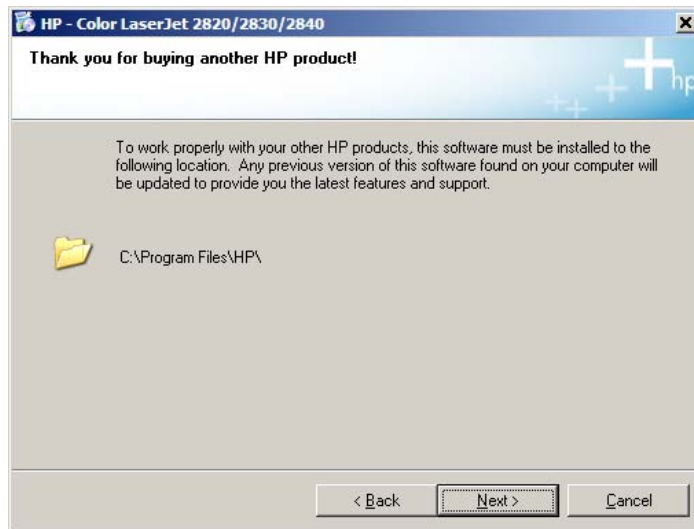 HP - Color LaserJet 2820/2830/2840
Thank you for buying another HP product!
hp
To work properly with your other HP products, this software must be installed to the
following location. Any previous version of this software found on your computer will
be updated to provide you the latest features and support.
C:\Program Files\HP\
< Back
Next >
Cancel